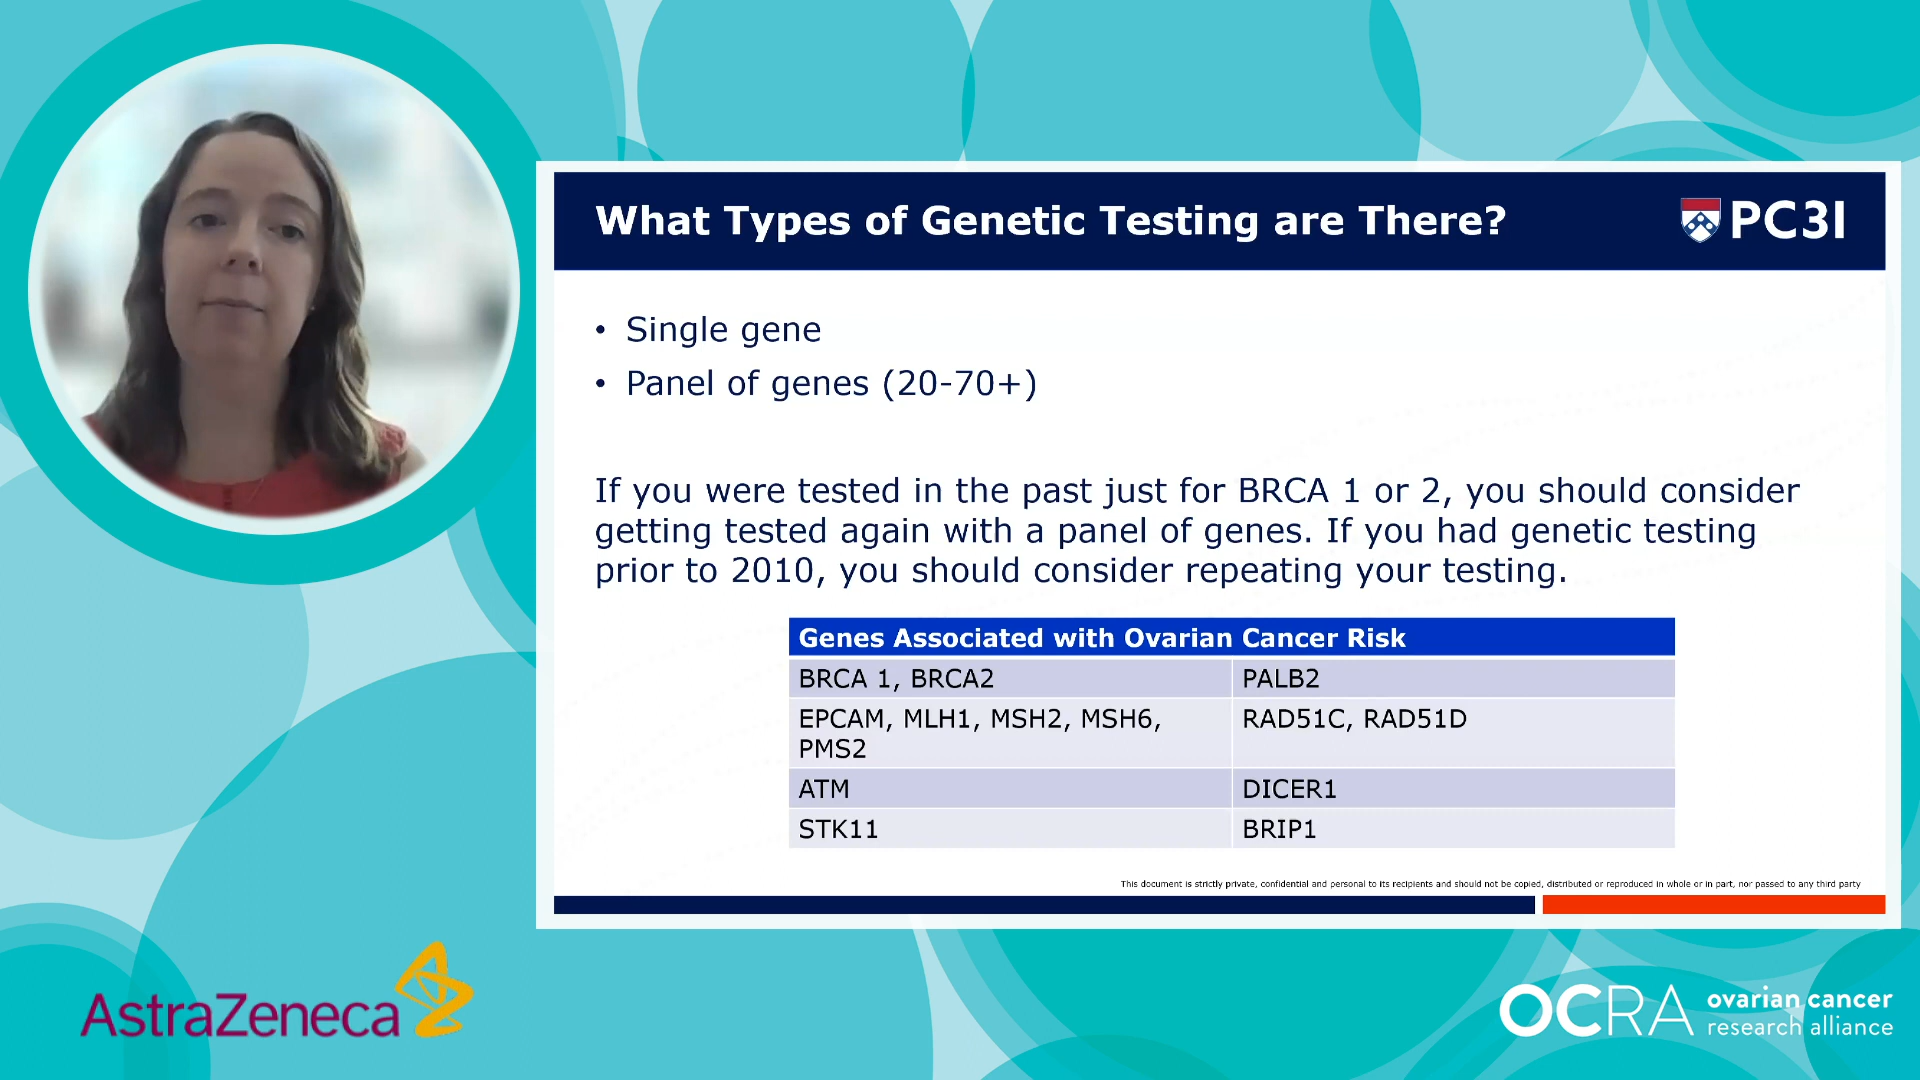 What Types of Genetic Testing are There?
PC3I
• Single gene
• Panel of genes (20-70+)
If you were tested in the past just for BRCA 1 or 2, you should consider
getting tested again with a panel of genes. If you had genetic testing
prior to 2010, you should consider repeating your testing.
Genes Associated with Ovarian Cancer Risk
BRCA 1, BRCA2
PALB2
EPCAM, MLH1, MSH2, MSH6,
PMS2
RAD51C, RAD51D
ATM
DICER1
STK11
BRIP1
This document is strictly private, confidential and personal to its recipients and should not be copied, distributed or reproduced in whole or in part, nor passed to any third party
AstraZeneca
OCRA
ovarian cancer
research alliance